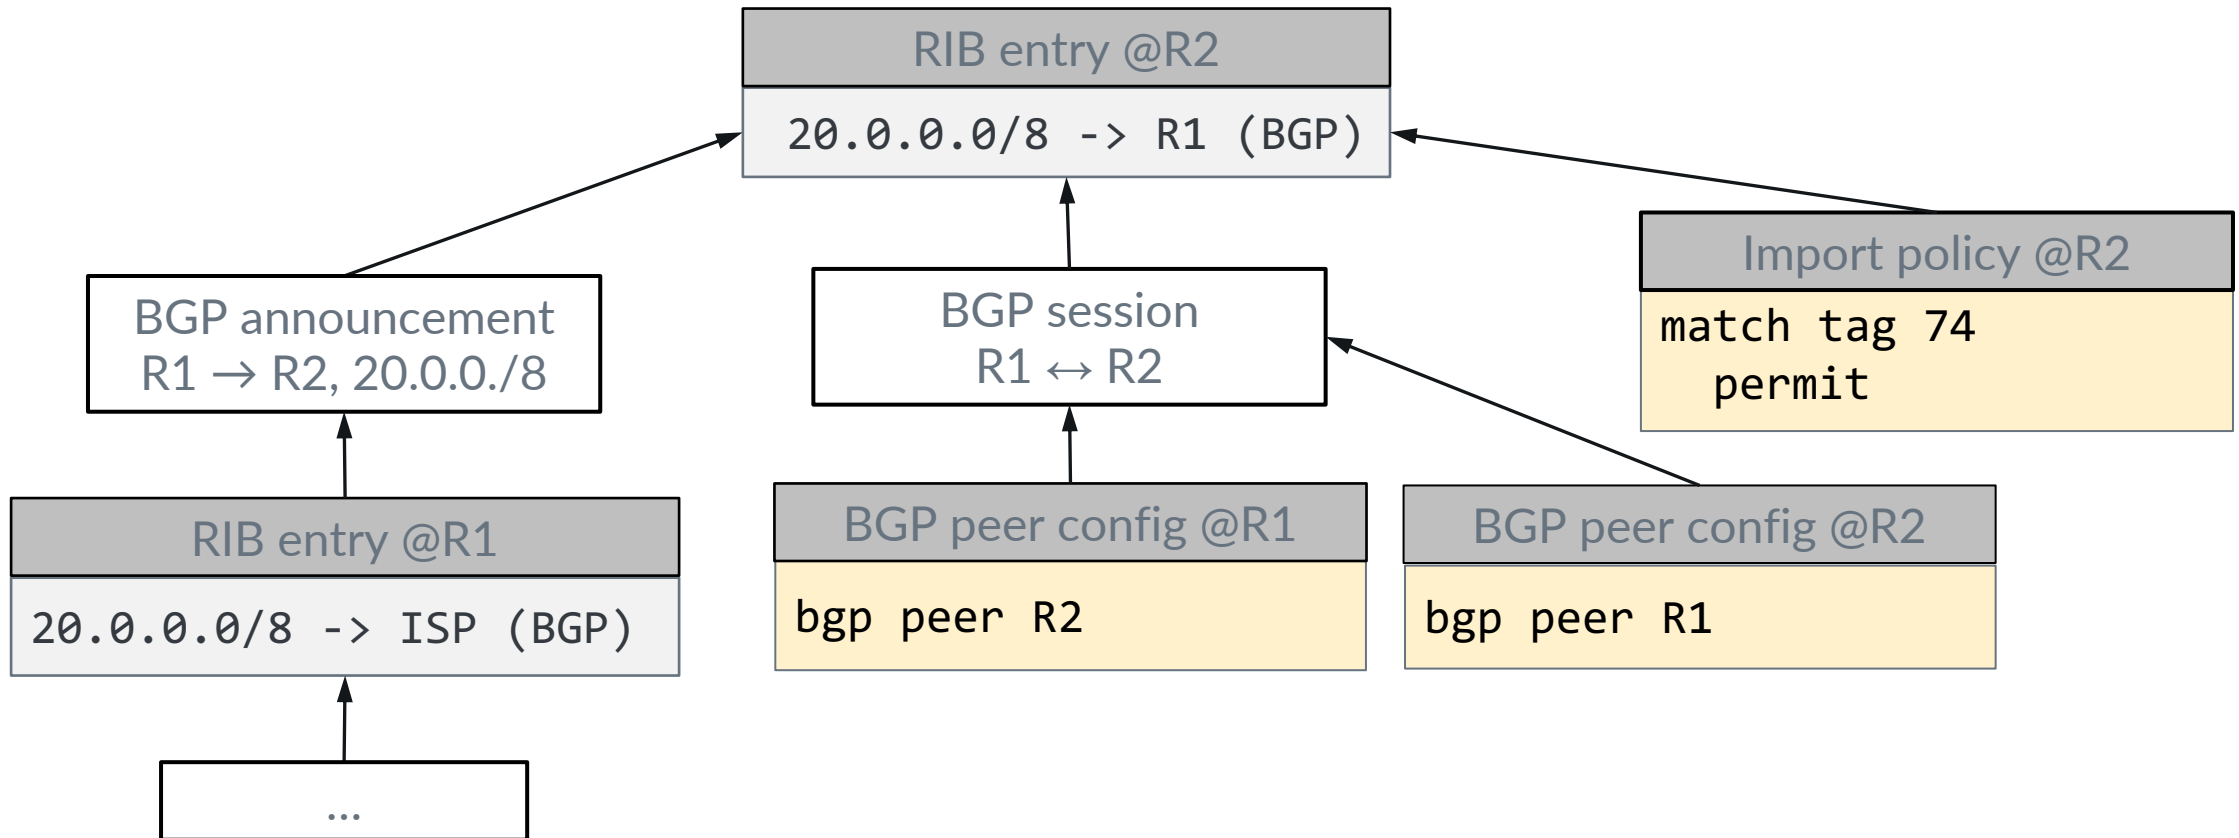 RIB entry @R2
20.0.0.0/8 -> R1 (BGP)
BGP announcement
R1 → R2, 20.0.0./8
BGP session
R1 ↔ R2
Import policy @R2
match tag 74
  permit
RIB entry @R1
20.0.0.0/8 -> ISP (BGP)
BGP peer config @R1
bgp peer R2
BGP peer config @R2
bgp peer R1
...